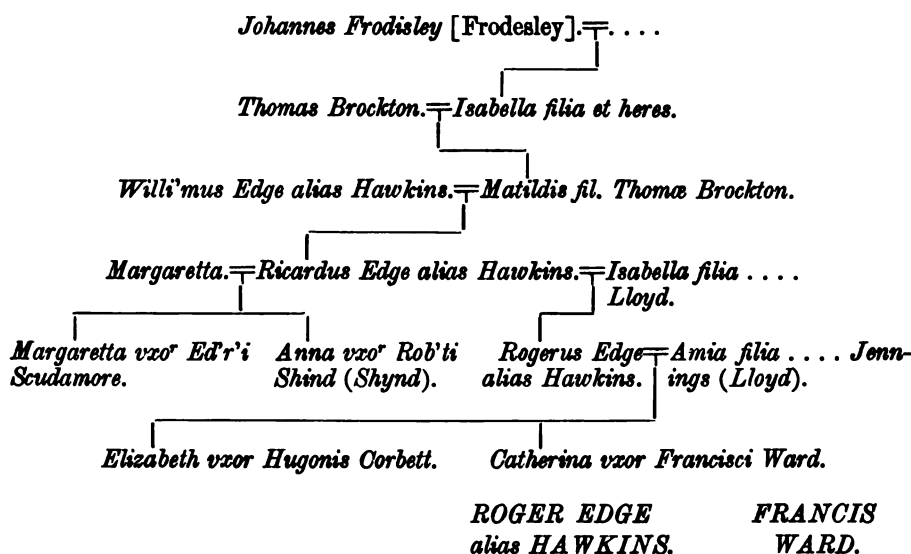 Johannes Frodisley [Frodesley].=. . . .
Thomas Brockton.=Isabella filia et heres.
Willi'mus Edge alias Hawkins.=Matildis fil. Thomæ Brockton.
Margaretta.=Ricardus Edge alias Hawkins.=Isabella filia . . . .
Lloyd.
Margaretta vxoʳ Ed'r'i
Scudamore.
Anna vxoʳ Rob'ti
Shind (Shynd).
Rogerus Edge=Amia filia . . . . Jenn-
alias Hawkins. ings (Lloyd).
Elizabeth vxor Hugonis Corbett.
Catherina vxor Francisci Ward.
ROGER EDGE
alias HAWKINS.
FRANCIS
WARD.